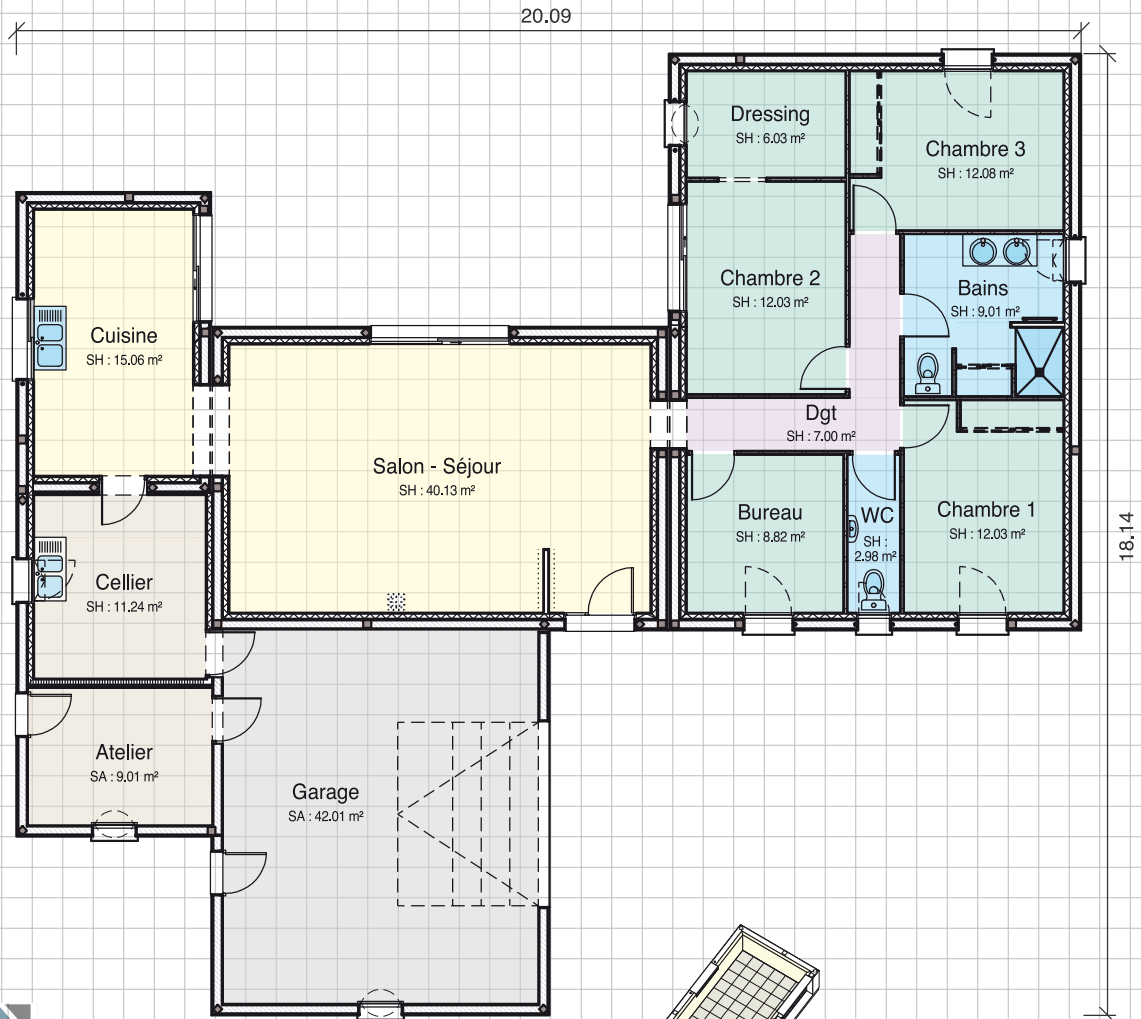 20.09
Dressing
SH : 6.03 m²
Chambre 3
SH : 12.08 m²
Chambre 2
SH : 12.03 m²
Bains
SH : 9.01 m²
Cuisine
SH : 15.06 m²
Dgt
SH : 7.00 m²
Salon - Séjour
SH : 40.13 m²
Bureau
SH : 8.82 m²
WC
SH :
2.98 m²
Chambre 1
SH : 12.03 m²
18.14
Cellier
SH : 11.24 m²
Atelier
SA : 9.01 m²
Garage
SA : 42.01 m²